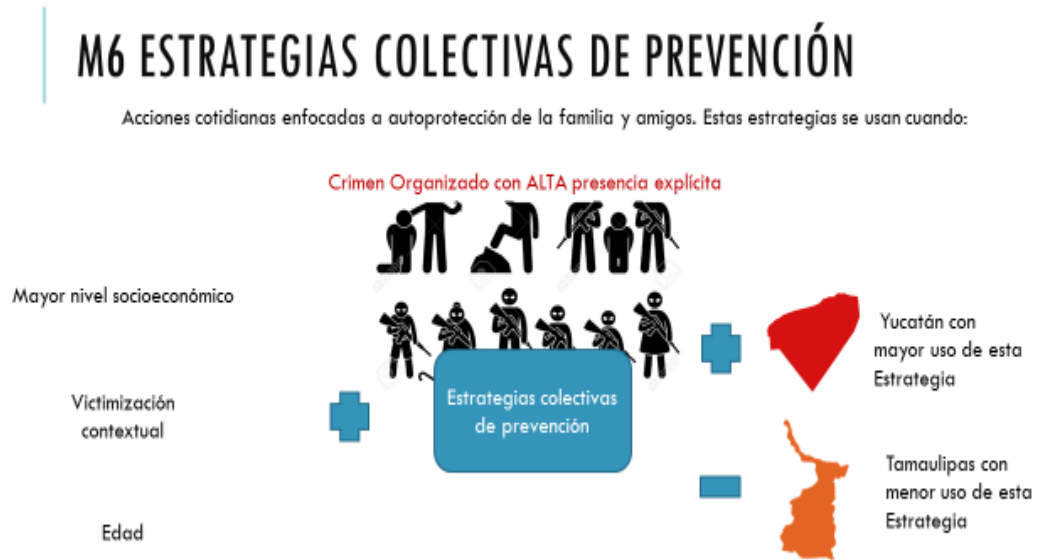 M6 ESTRATEGIAS COLECTIVAS DE PREVENCIÓN
Acciones cotidianas enfocadas a autoprotección de la familia y amigos. Estas estrategias se usan cuando:
Crimen Organizado con ALTA presencia explícita
Mayor nivel socioeconómico
Victimización
contextual
Edad
Estrategias colectivas
de prevención
Yucatán con
mayor uso de esta
Estrategia
Tamaulipas con
menor uso de esta
Estrategia